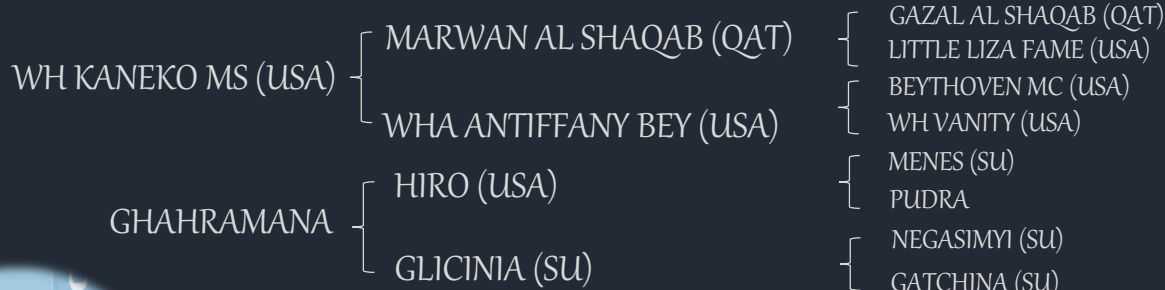 GAZAL AL SHAQAB (QAT)
MARWAN AL SHAQAB (QAT)
LITTLE LIZA FAME (USA)
WH KANEKO MS (USA)
BEYTHOVEN MC (USA)
WHA ANTIFFANY BEY (USA)
WH VANITY (USA)
MENES (SU)
HIRO (USA)
PUDRA
GHAHRAMANA
NEGASIMYI (SU)
GLICINIA (SU)
GATCHINA (SU)